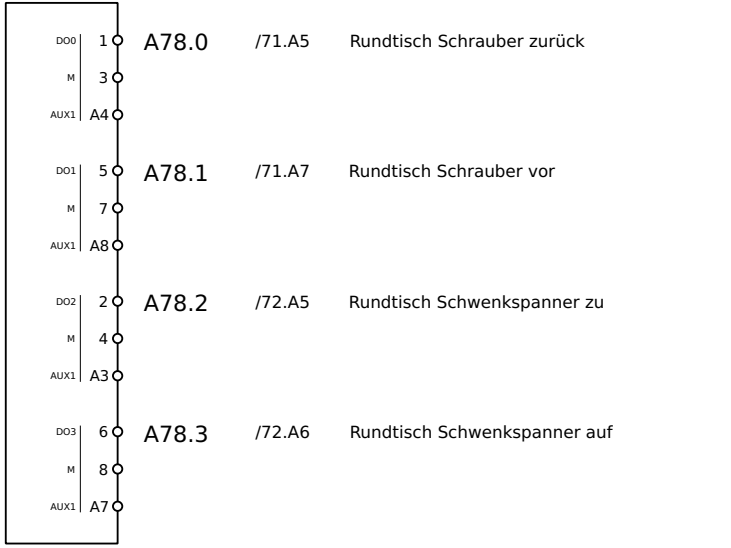 DO0 1 A78.0 /71.A5 Rundtisch Schrauber zurück
M 3
AUX1 A4
DO1 5 A78.1 /71.A7 Rundtisch Schrauber vor
M 7
AUX1 A8
DO2 2 A78.2 /72.A5 Rundtisch Schwenkspanner zu
M 4
AUX1 A3
DO3 6 A78.3 /72.A6 Rundtisch Schwenkspanner auf
M 8
AUX1 A7